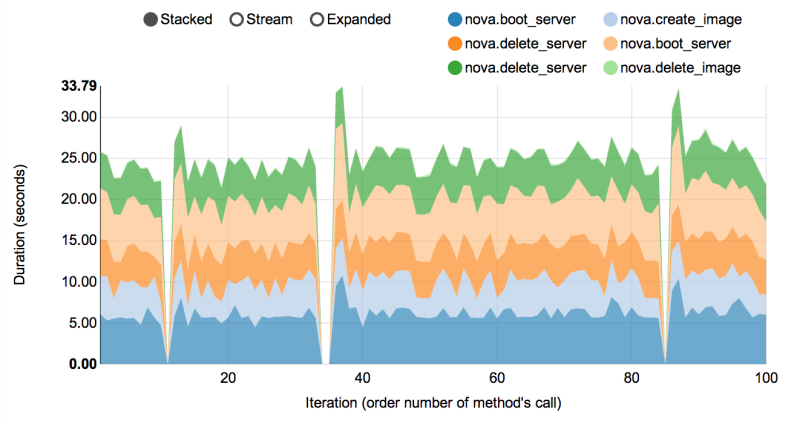 Stacked Stream Expanded nova.boot_server nova.create_image
nova.delete_server nova.boot_server
nova.delete_server nova.delete_image
33.79
30.00
25.00
20.00
15.00
10.00
5.00
0.00
Duration (seconds)
20 40 60 80 100
Iteration (order number of method's call)